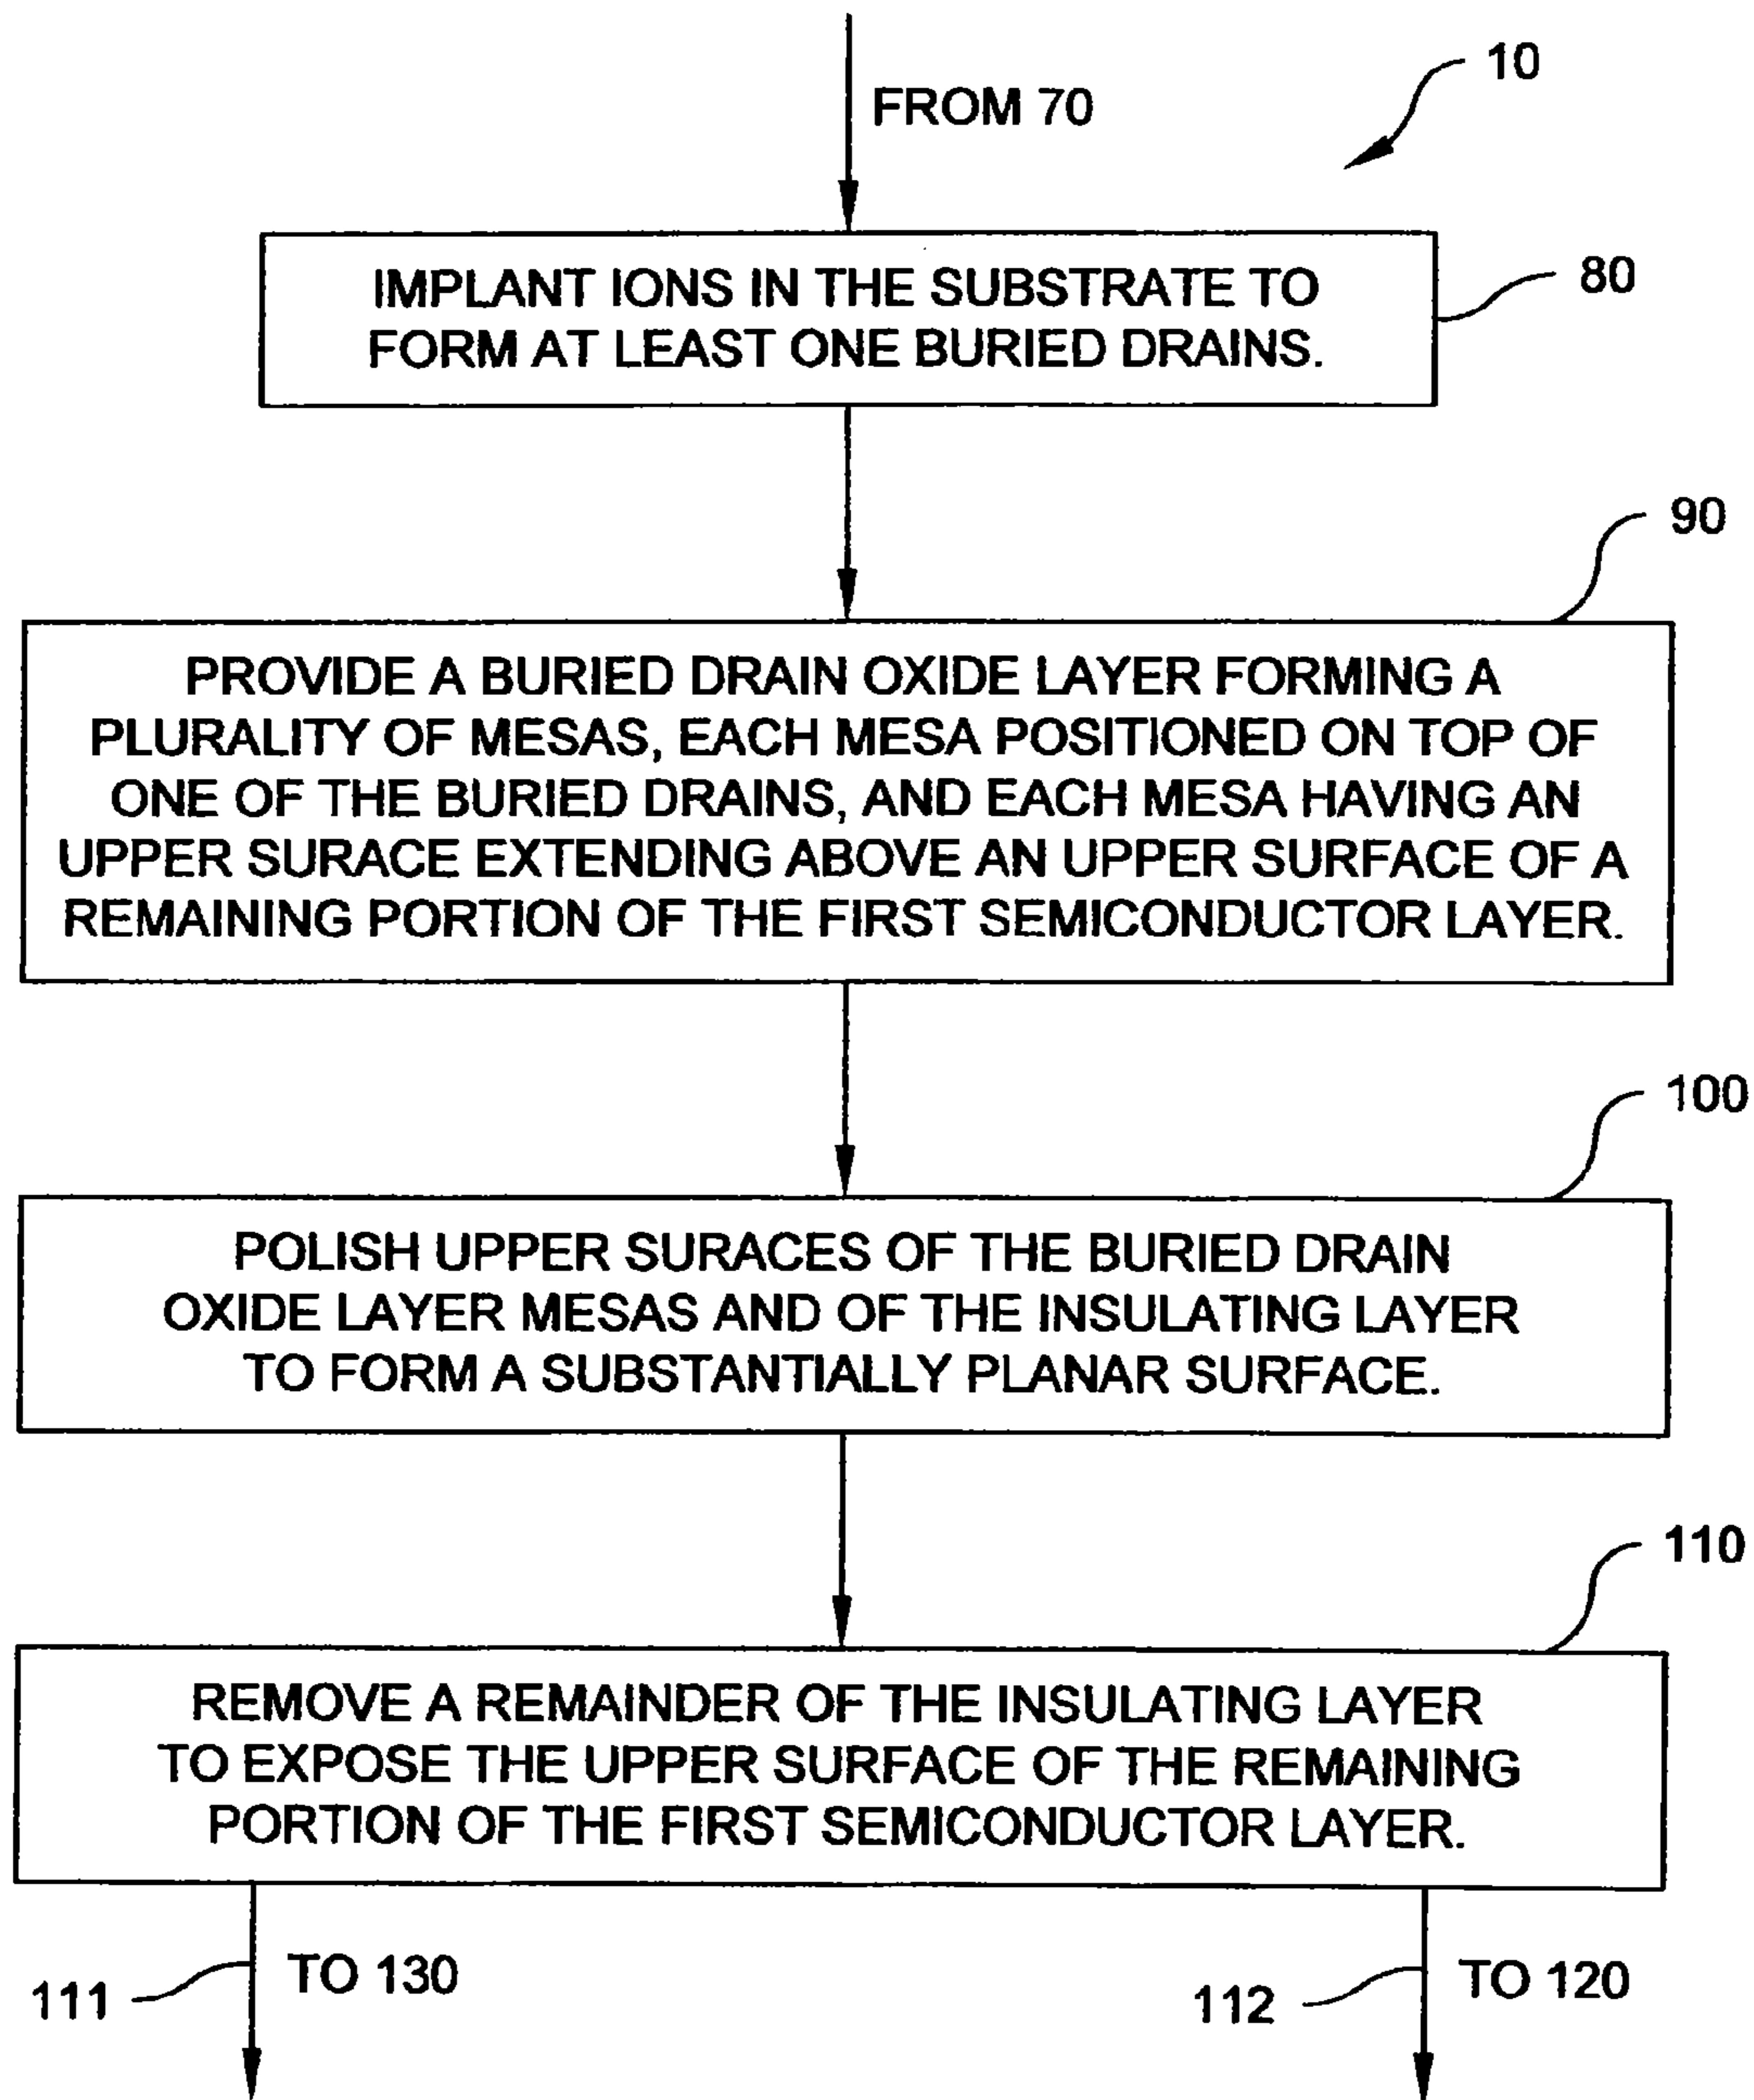 10
FROM 70
80
IMPLANT IONS IN THE SUBSTRATE TO
FORM AT LEAST ONE BURIED DRAINS.
90
PROVIDE A BURIED DRAIN OXIDE LAYER FORMING A
PLURALITY OF MESAS, EACH MESA POSITIONED ON TOP OF
ONE OF THE BURIED DRAINS, AND EACH MESA HAVING AN
UPPER SURACE EXTENDING ABOVE AN UPPER SURFACE OF A
REMAINING PORTION OF THE FIRST SEMICONDUCTOR LAYER.
100
POLISH UPPER SURACES OF THE BURIED DRAIN
OXIDE LAYER MESAS AND OF THE INSULATING LAYER
TO FORM A SUBSTANTIALLY PLANAR SURFACE.
110
REMOVE A REMAINDER OF THE INSULATING LAYER
TO EXPOSE THE UPPER SURFACE OF THE REMAINING
PORTION OF THE FIRST SEMICONDUCTOR LAYER.
111
TO 130
112
TO 120